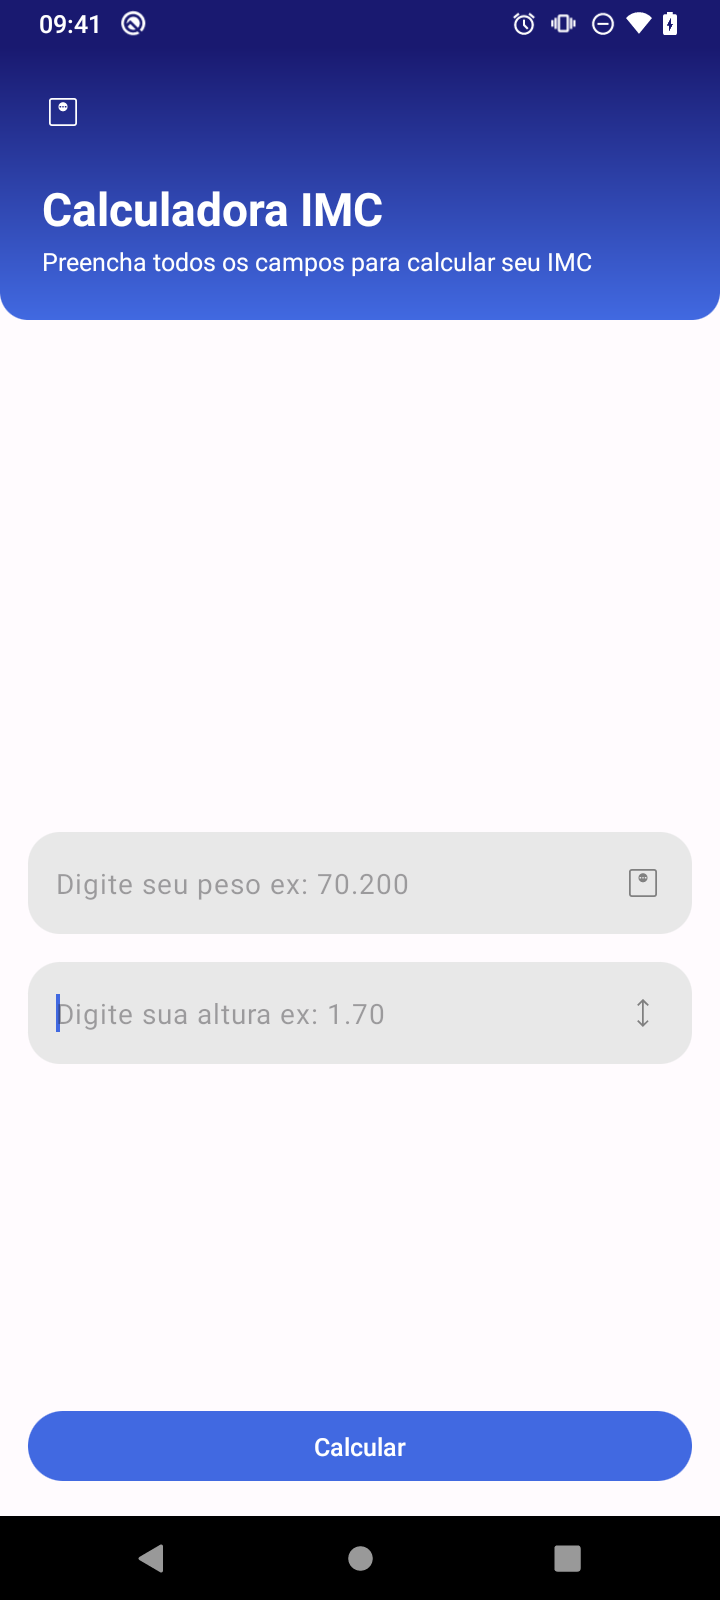 09:41
Calculadora IMC
Preencha todos os campos para calcular seu IMC
Digite seu peso ex: 70.200
Digite sua altura ex: 1.70
Calcular